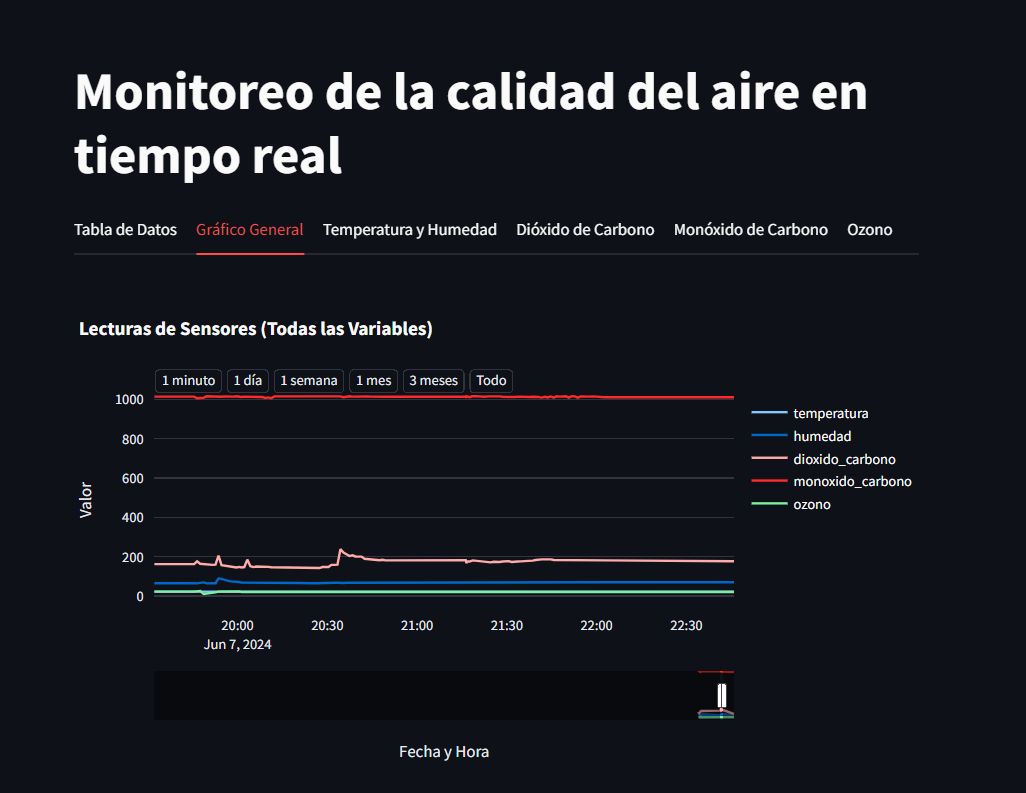 Monitoreo de la calidad del aire en
tiempo real
Tabla de Datos Gráfico General Temperatura y Humedad Dióxido de Carbono Monóxido de Carbono Ozono
Lecturas de Sensores (Todas las Variables)
1 minuto 1 día 1 semana 1 mes 3 meses Todo
1000
800
600
400
200
0
Valor
temperatura
humedad
dioxido_carbono
monoxido_carbono
ozono
20:00 20:30 21:00 21:30 22:00 22:30
Jun 7, 2024
Fecha y Hora